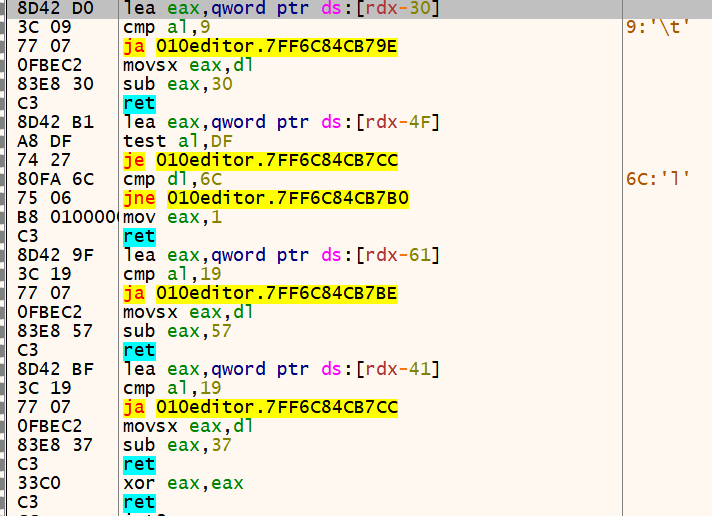 8D42 D0 lea eax,qword ptr ds:[rdx-30]
3C 09 cmp al,9 9:'\t'
77 07 ja 010editor.7FF6C84CB79E
0FBEC2 movsx eax,dl
83E8 30 sub eax,30
C3 ret
8D42 B1 lea eax,qword ptr ds:[rdx-4F]
A8 DF test al,DF
74 27 je 010editor.7FF6C84CB7CC
80FA 6C cmp dl,6C 6C:'l'
75 06 jne 010editor.7FF6C84CB7B0
B8 0100000 mov eax,1
C3 ret
8D42 9F lea eax,qword ptr ds:[rdx-61]
3C 19 cmp al,19
77 07 ja 010editor.7FF6C84CB7BE
0FBEC2 movsx eax,dl
83E8 57 sub eax,57
C3 ret
8D42 BF lea eax,qword ptr ds:[rdx-41]
3C 19 cmp al,19
77 07 ja 010editor.7FF6C84CB7CC
0FBEC2 movsx eax,dl
83E8 37 sub eax,37
C3 ret
33C0 xor eax,eax
C3 ret